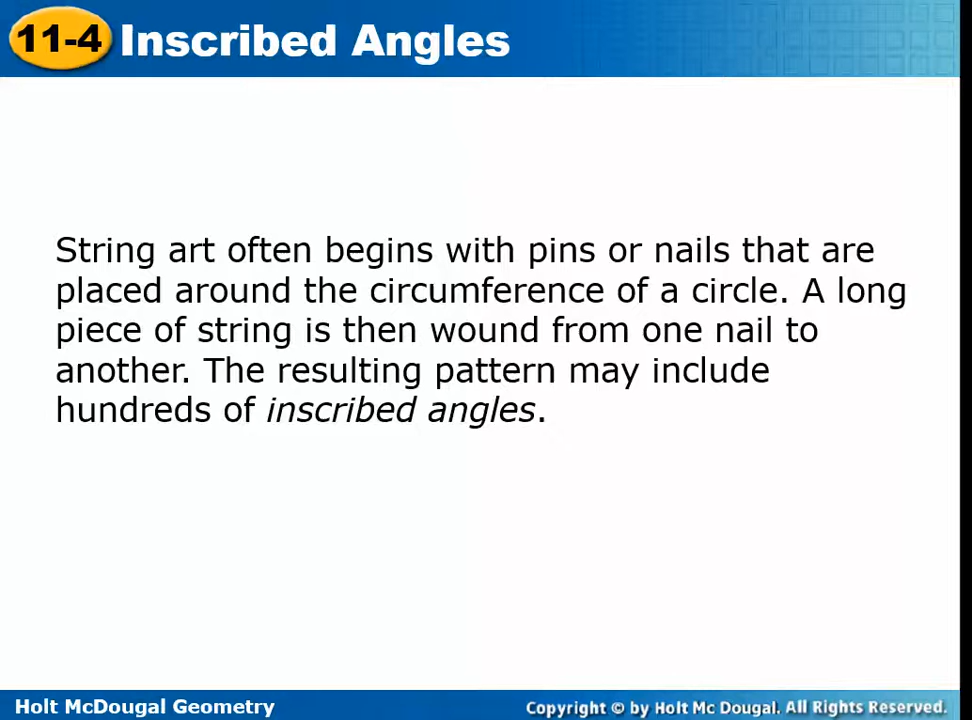 11-4 Inscribed Angles
String art often begins with pins or nails that are
placed around the circumference of a circle. A long
piece of string is then wound from one nail to
another. The resulting pattern may include
hundreds of inscribed angles.
Holt McDougal Geometry
Copyright © by Holt Mc Dougal. All Rights Reserved.